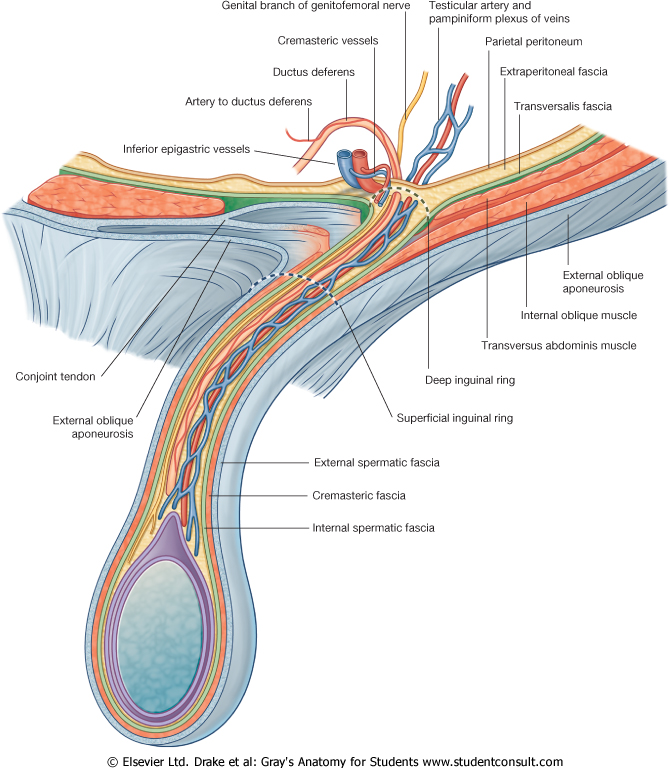 Genital branch of genitofemoral nerve
Testicular artery and
pampiniform plexus of veins
Cremasteric vessels
Parietal peritoneum
Ductus deferens
Extraperitoneal fascia
Artery to ductus deferens
Transversalis fascia
Inferior epigastric vessels
External oblique
aponeurosis
Internal oblique muscle
Transversus abdominis muscle
Conjoint tendon
Deep inguinal ring
External oblique
aponeurosis
Superficial inguinal ring
External spermatic fascia
Cremasteric fascia
Internal spermatic fascia
© Elsevier Ltd. Drake et al: Gray's Anatomy for Students www.studentconsult.com